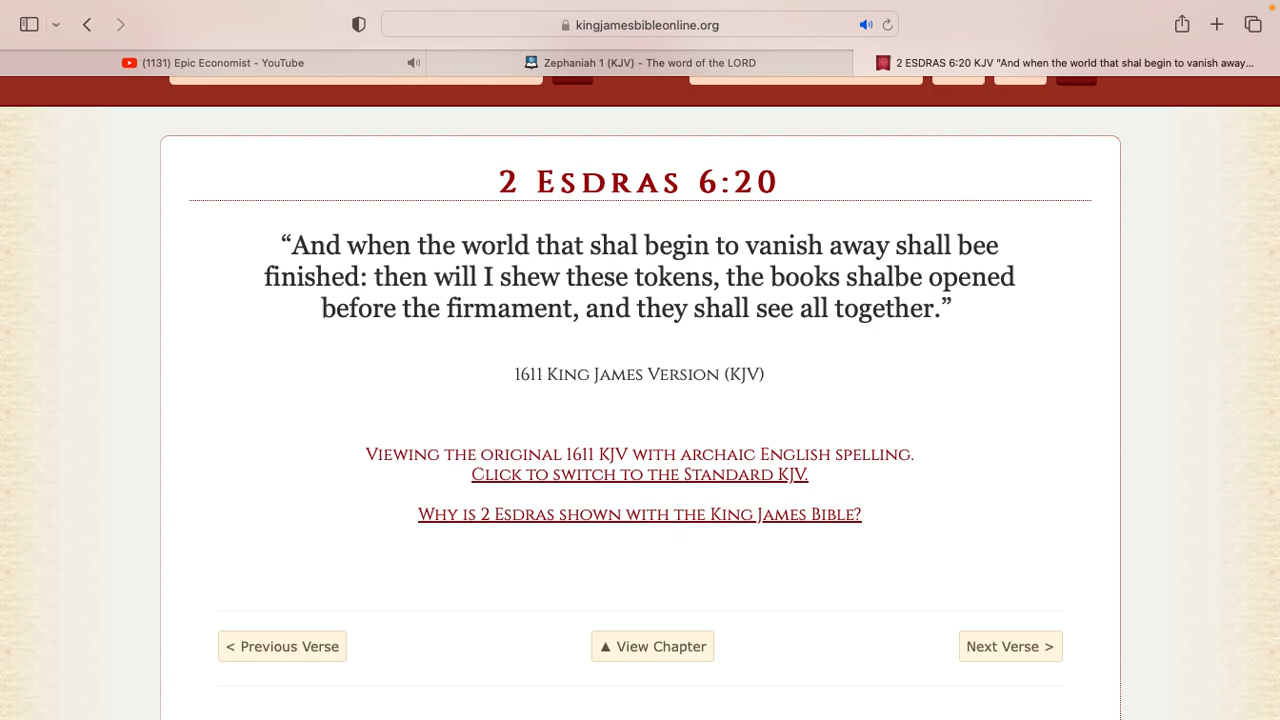 kingjamesbibleonline.org
(1131) Epic Economist - YouTube
Zephaniah 1 (KJV) - The word of the LORD
2 ESDRAS 6:20 KJV "And when the world that shal begin to vanish away...
2 Esdras 6:20
“And when the world that shal begin to vanish away shall bee
finished: then will I shew these tokens, the books shalbe opened
before the firmament, and they shall see all together.”
1611 King James Version (KJV)
Viewing the original 1611 KJV with archaic English spelling.
Click to switch to the Standard KJV.
Why is 2 Esdras shown with the King James Bible?
< Previous Verse
▲ View Chapter
Next Verse >